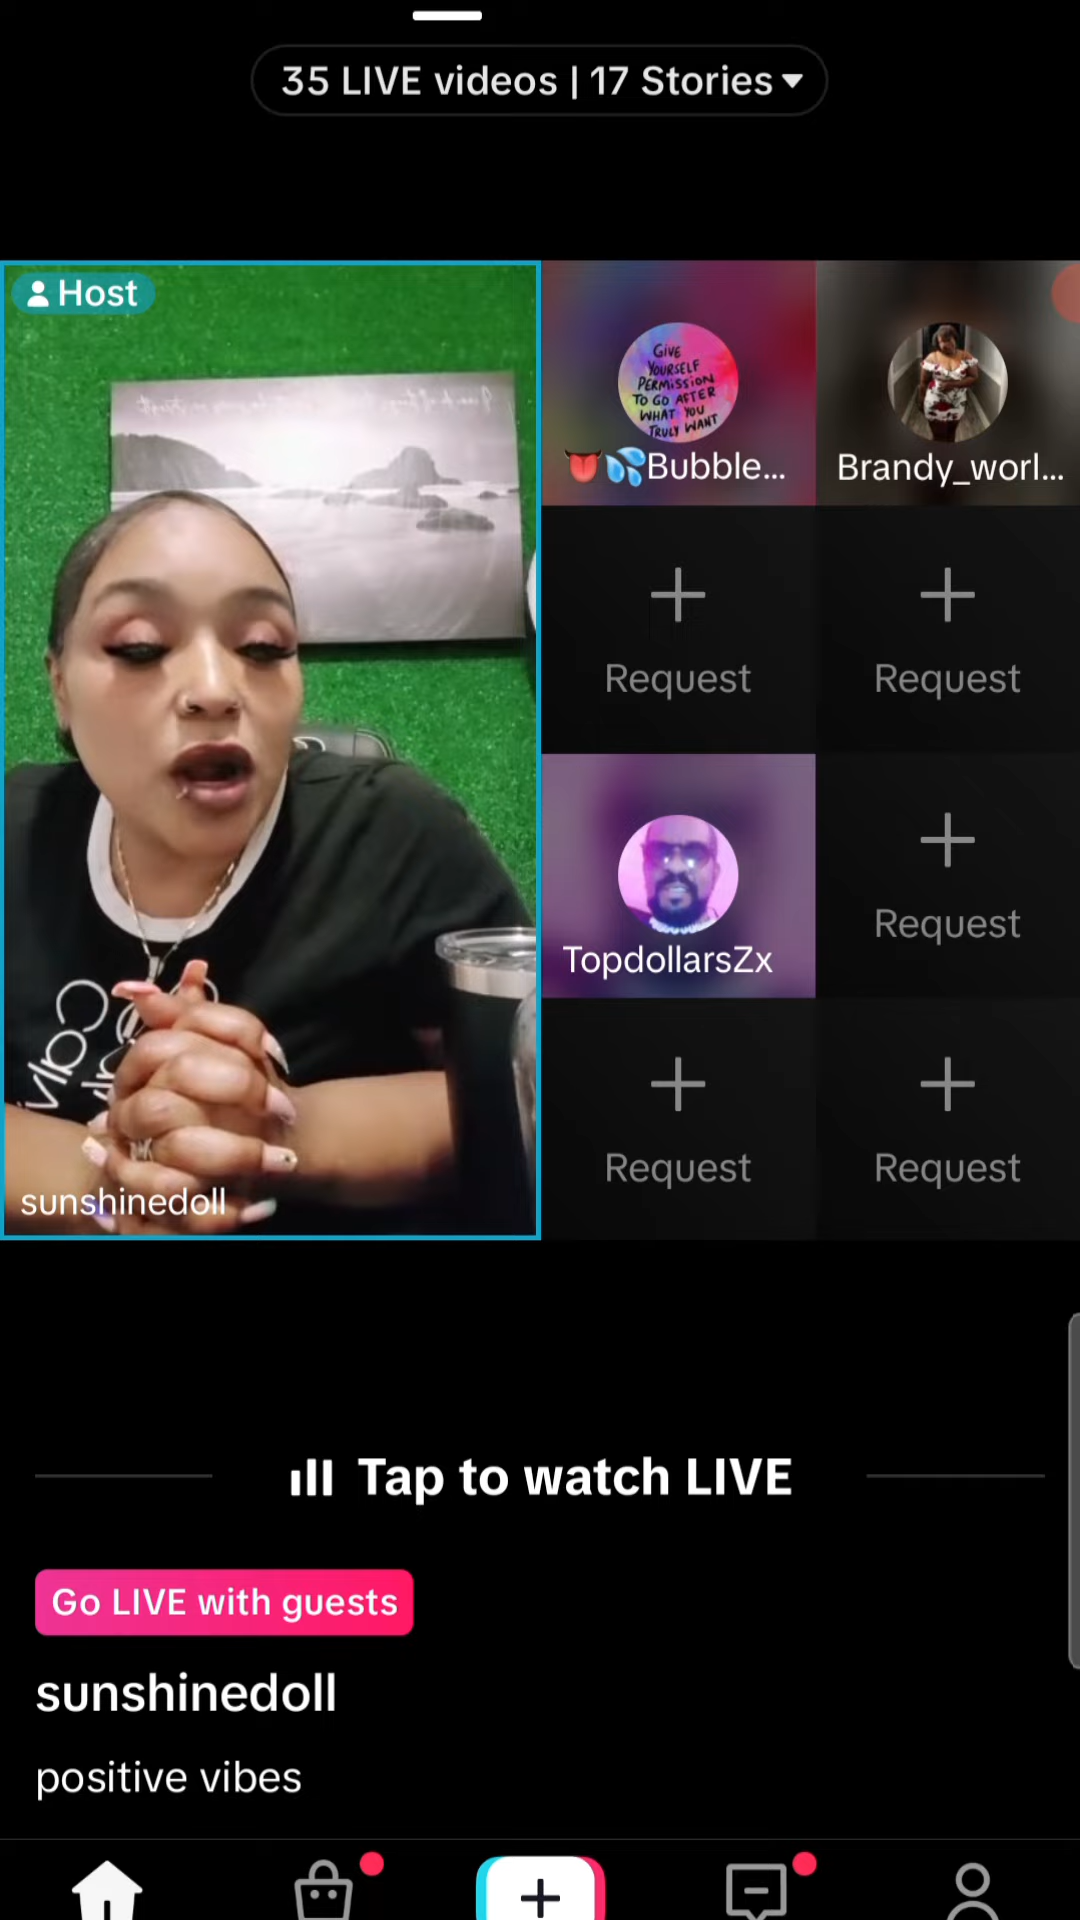 35 LIVE videos | 17 Stories
Host
GIVE
YOURSELF
PERMISSION
TO GO AFTER
WHAT YOU
TRULY WANT
👅💦Bubble...
Brandy_worl...
Request
Request
TopdollarsZx
Request
Request
Request
sunshinedoll
Tap to watch LIVE
Go LIVE with guests
sunshinedoll
positive vibes